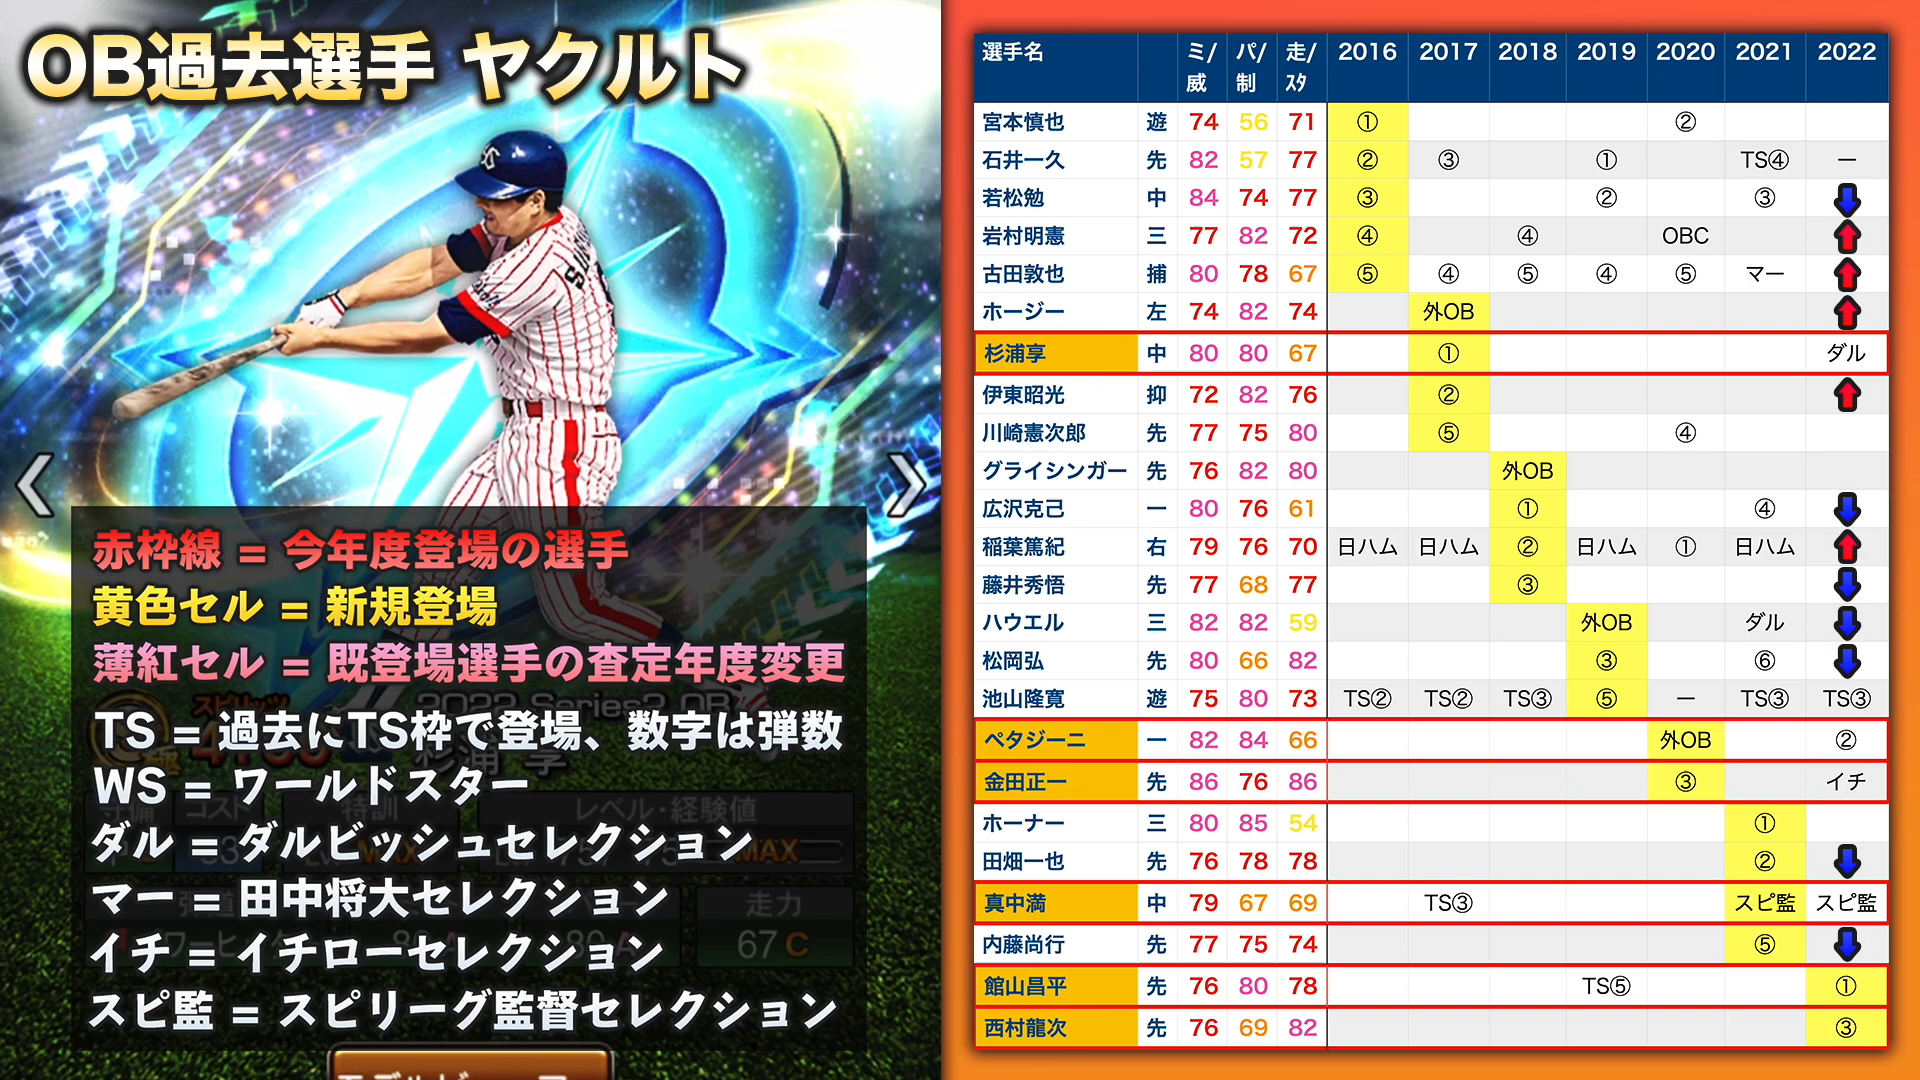 OB過去選手 ヤクルト
赤枠線 = 今年度登場の選手
黄色セル = 新規登場
薄紅セル = 既登場選手の査定年度変更
TS = 過去にTS枠で登場、数字は弾数
WS = ワールドスター
ダル = ダルビッシュセレクション
マー = 田中将大セレクション
イチ = イチローセレクション
スピ監 = スピリーグ監督セレクション
2022 Series2 OB
杉浦 享
コスト 特訓 レベル・経験値
MAX
走力
67 C
選手名 ミ/威 パ/制 走/ｽﾀ 2016 2017 2018 2019 2020 2021 2022
宮本慎也 遊 74 56 71 ① ②
石井一久 先 82 57 77 ② ③ ① TS④ ー
若松勉 中 84 74 77 ③ ② ③
岩村明憲 三 77 82 72 ④ ④ OBC
古田敦也 捕 80 78 67 ⑤ ④ ⑤ ④ ⑤ マー
ホージー 左 74 82 74 外OB
杉浦享 中 80 80 67 ① ダル
伊東昭光 抑 72 82 76 ②
川崎憲次郎 先 77 75 80 ⑤ ④
グライシンガー 先 76 82 80 外OB
広沢克己 一 80 76 61 ① ④
稲葉篤紀 右 79 76 70 日ハム 日ハム ② 日ハム ① 日ハム
藤井秀悟 先 77 68 77 ③
ハウエル 三 82 82 59 外OB ダル
松岡弘 先 80 66 82 ③ ⑥
池山隆寛 遊 75 80 73 TS② TS② TS③ ⑤ ー TS③ TS③
ペタジーニ 一 82 84 66 外OB ②
金田正一 先 86 76 86 ③ イチ
ホーナー 三 80 85 54 ①
田畑一也 先 76 78 78 ②
真中満 中 79 67 69 TS③ スピ監 スピ監
内藤尚行 先 77 75 74 ⑤
館山昌平 先 76 80 78 TS⑤ ①
西村龍次 先 76 69 82 ③